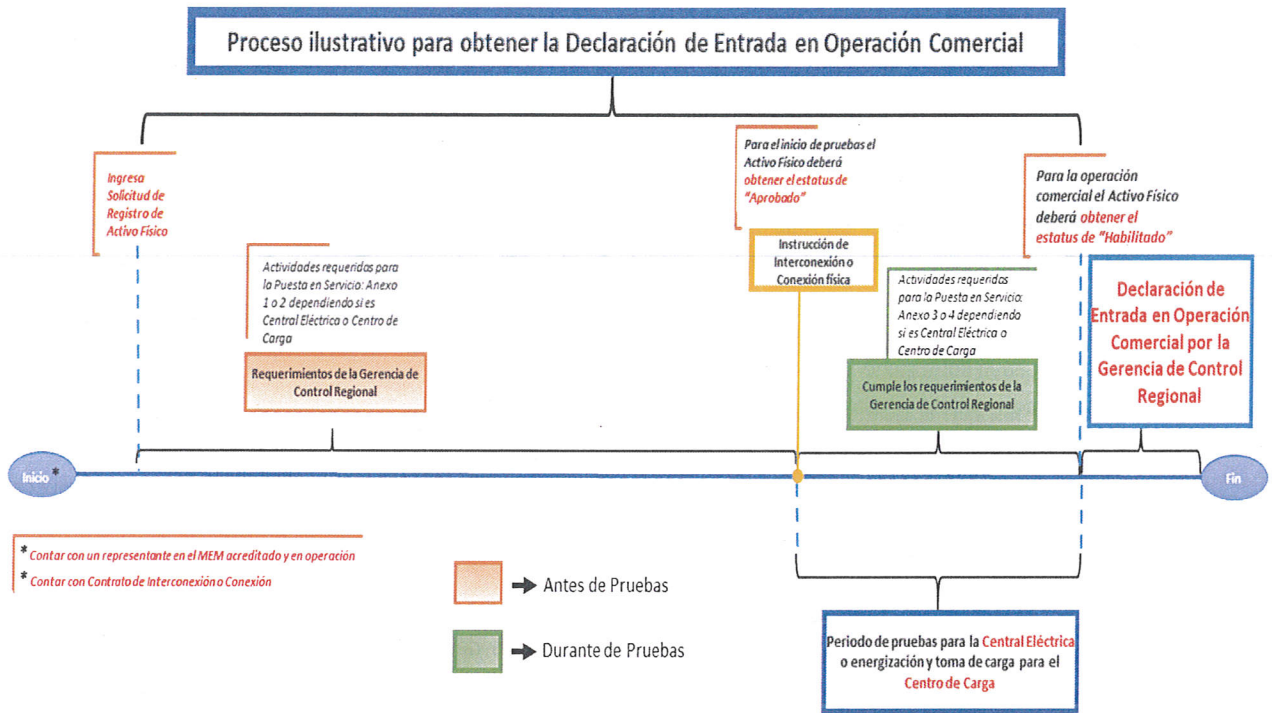 Proceso ilustrativo para obtener la Declaración de Entrada en Operación Comercial
Ingresa
Solicitud de
Registro de
Activo Físico
Para el inicio de pruebas el
Activo Físico deberá
obtener el estatus de
"Aprobado"
Para la operación
comercial el Activo Físico
deberá obtener el
estatus de "Habilitado"
Instrucción de
Interconexión o
Conexión física
Actividades requeridas para
la Puesta en Servicio: Anexo
1 o 2 dependiendo si es
Central Eléctrica o Centro de
Carga
Requerimientos de la Gerencia de
Control Regional
Actividades requeridas
para la Puesta en Servicio:
Anexo 3 o 4 dependiendo
si es Central Eléctrica o
Centro de Carga
Cumple los requerimientos de la
Gerencia de Control Regional
Declaración de
Entrada en Operación
Comercial por la
Gerencia de Control
Regional
Inicio *
Fin
* Contar con un representante en el MEM acreditado y en operación
* Contar con Contrato de Interconexión o Conexión
Antes de Pruebas
Durante de Pruebas
Periodo de pruebas para la Central Eléctrica
o energización y toma de carga para el
Centro de Carga